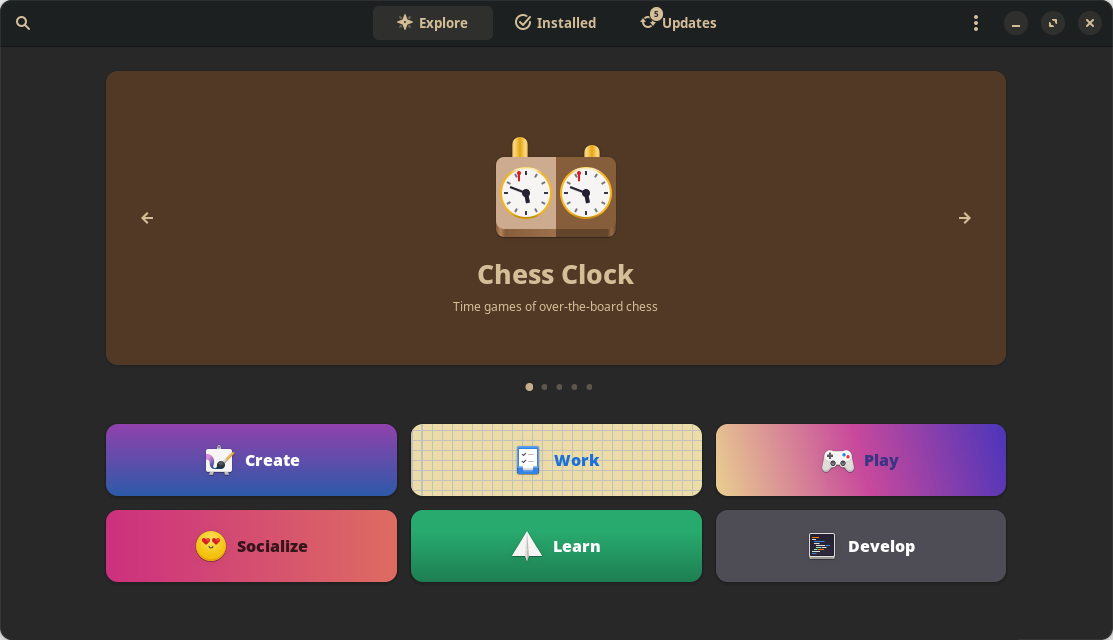 Explore
Installed
5
Updates
Chess Clock
Time games of over-the-board chess
Create
Work
Play
Socialize
Learn
Develop